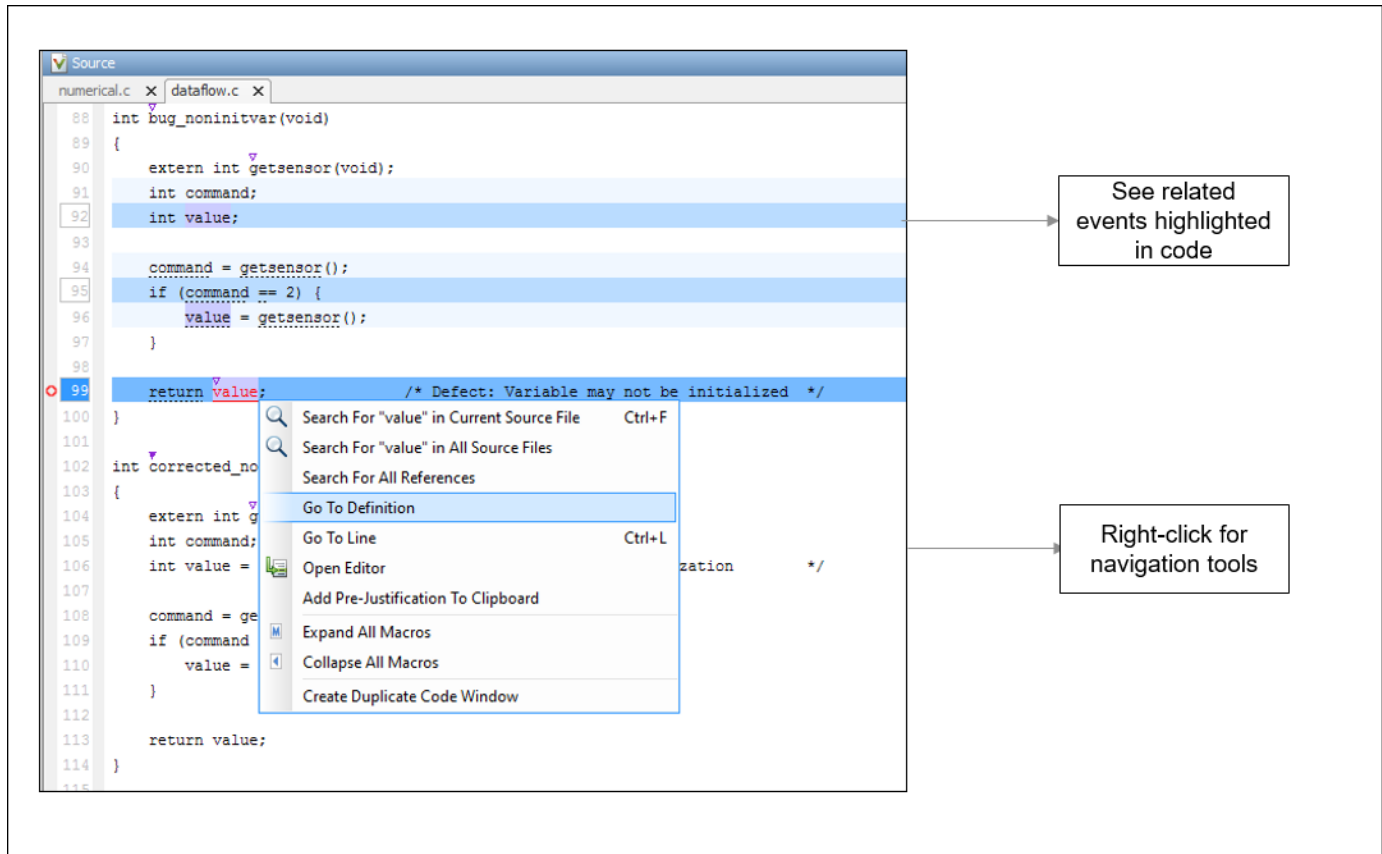 Source
numerical.c X dataflow.c X
88 int bug_noninitvar(void)
89 {
90 extern int getsensor(void);
91 int command;
92 int value;
93
94 command = getsensor();
95 if (command == 2) {
96 value = getsensor();
97 }
98
99 return value; /* Defect: Variable may not be initialized */
100 }
101
102 int corrected_no
103 {
104 extern int g
105 int command;
106 int value = zation */
107
108 command = ge
109 if (command
110 value =
111 }
112
113 return value;
114 }
115
Search For "value" in Current Source File Ctrl+F
Search For "value" in All Source Files
Search For All References
Go To Definition
Go To Line Ctrl+L
Open Editor
Add Pre-Justification To Clipboard
M Expand All Macros
Collapse All Macros
Create Duplicate Code Window
See related
events highlighted
in code
Right-click for
navigation tools